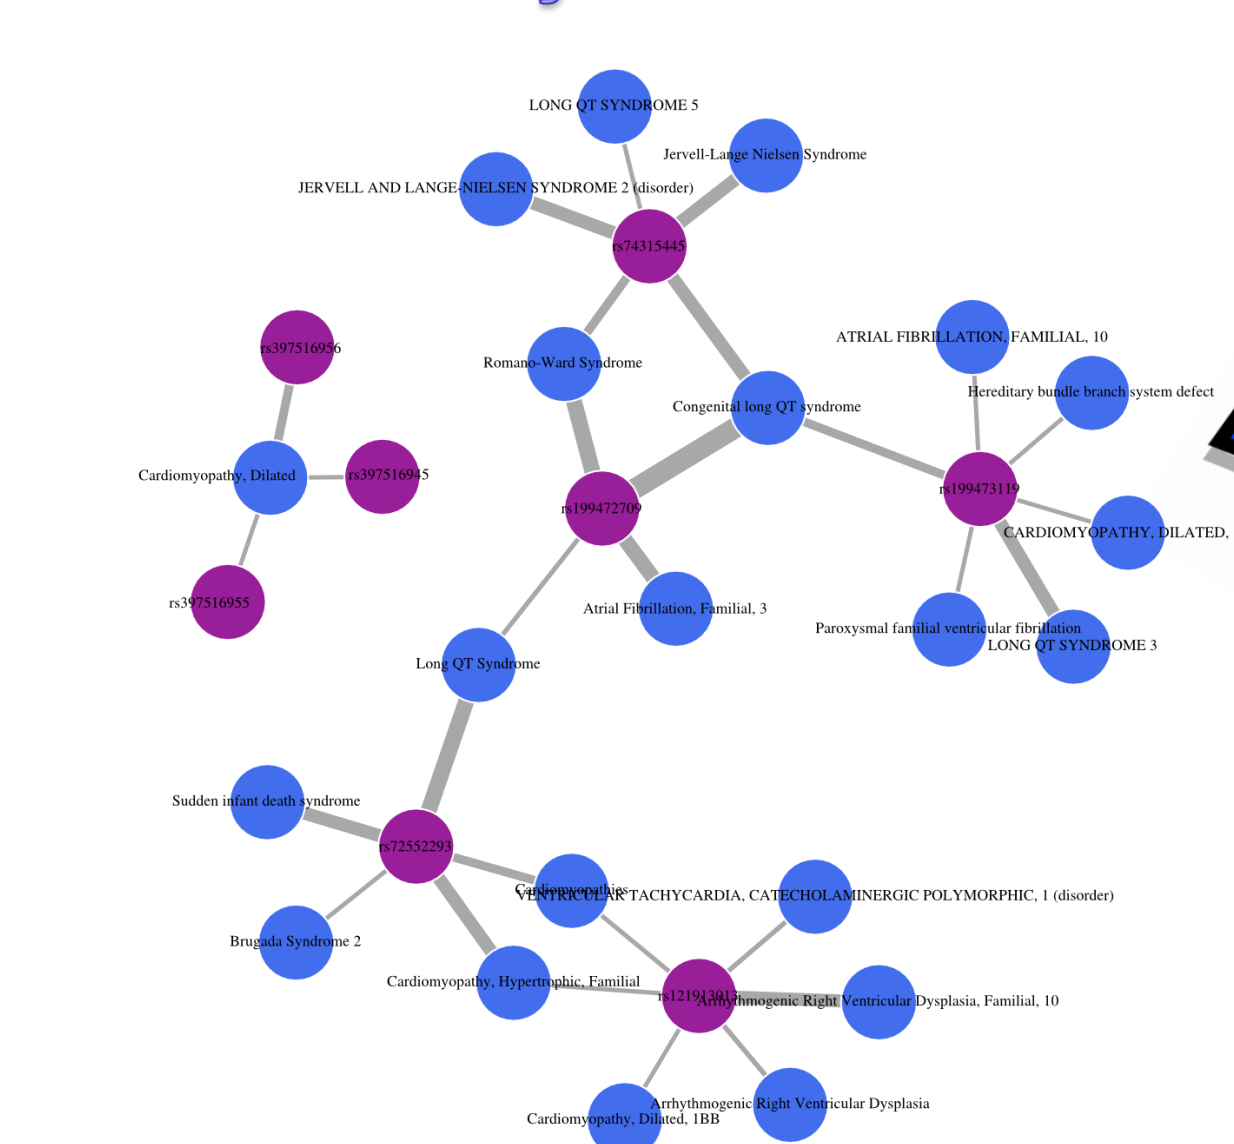 LONG QT SYNDROME 5
Jervell-Lange Nielsen Syndrome
JERVELL AND LANGE-NIELSEN SYNDROME 2 (disorder)
rs74315445
ATRIAL FIBRILLATION, FAMILIAL, 10
rs397516956
Romano-Ward Syndrome
Hereditary bundle branch system defect
Congenital long QT syndrome
Cardiomyopathy, Dilated
rs397516945
rs199473119
rs199472709
CARDIOMYOPATHY, DILATED,
rs397516955
Atrial Fibrillation, Familial, 3
Paroxysmal familial ventricular fibrillation
LONG QT SYNDROME 3
Long QT Syndrome
Sudden infant death syndrome
rs72552293
Cardiomyopathies
VENTRICULAR TACHYCARDIA, CATECHOLAMINERGIC POLYMORPHIC, 1 (disorder)
Brugada Syndrome 2
Cardiomyopathy, Hypertrophic, Familial
rs121913013
Arrhythmogenic Right Ventricular Dysplasia, Familial, 10
Arrhythmogenic Right Ventricular Dysplasia
Cardiomyopathy, Dilated, 1BB